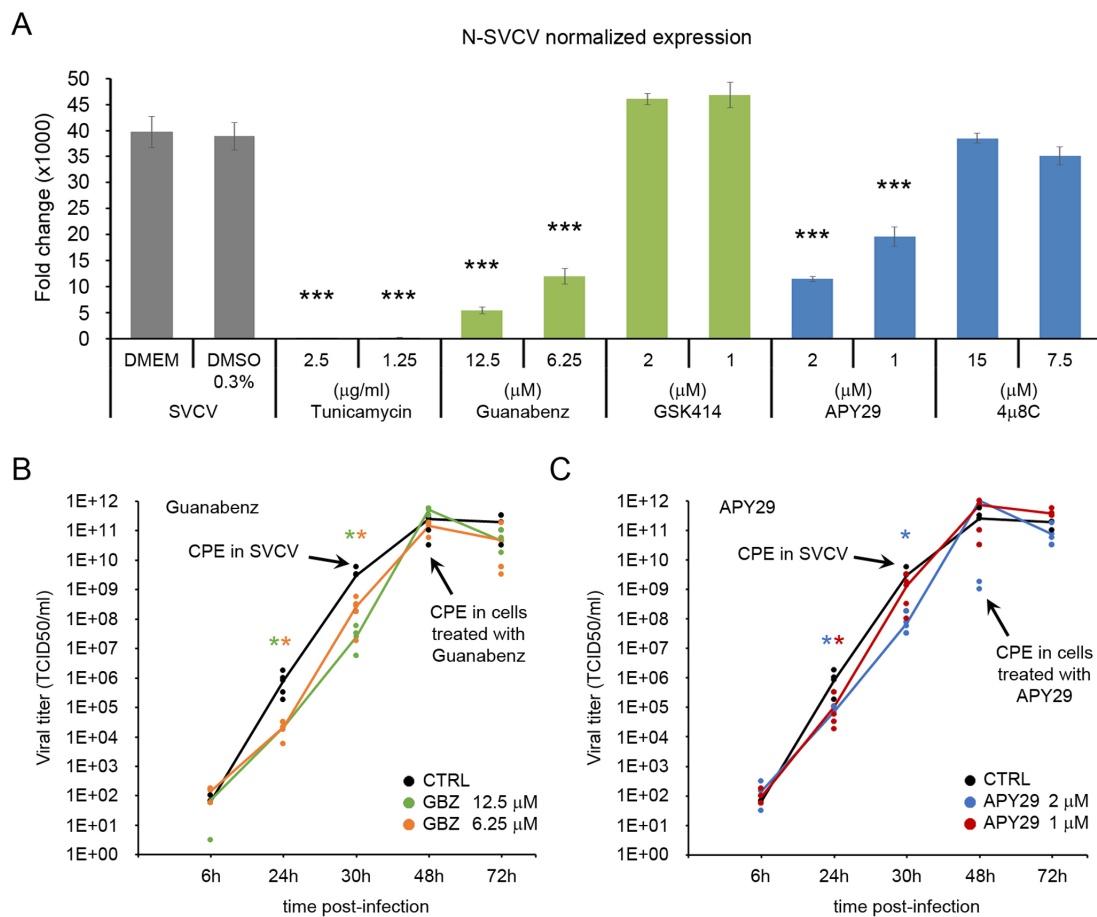 A
N-SVCV normalized expression
Fold change (x1000)
50
45
40
35
30
25
20
15
10
5
0
*** *** *** *** *** ***
DMEM DMSO 0.3% 2.5 1.25 12.5 6.25 2 1 2 1 15 7.5
(μg/ml) (μM) (μM) (μM) (μM)
SVCV Tunicamycin Guanabenz GSK414 APY29 4μ8C
B
Guanabenz
Viral titer (TCID50/ml)
1E+12
1E+11
1E+10
1E+09
1E+08
1E+07
1E+06
1E+05
1E+04
1E+03
1E+02
1E+01
1E+00
CPE in SVCV
**
**
CPE in cells
treated with
Guanabenz
CTRL
GBZ 12.5 μM
GBZ 6.25 μM
6h 24h 30h 48h 72h
time post-infection
C
APY29
Viral titer (TCID50/ml)
1E+12
1E+11
1E+10
1E+09
1E+08
1E+07
1E+06
1E+05
1E+04
1E+03
1E+02
1E+01
1E+00
CPE in SVCV
*
**
CPE in cells
treated with
APY29
CTRL
APY29 2 μM
APY29 1 μM
6h 24h 30h 48h 72h
time post-infection